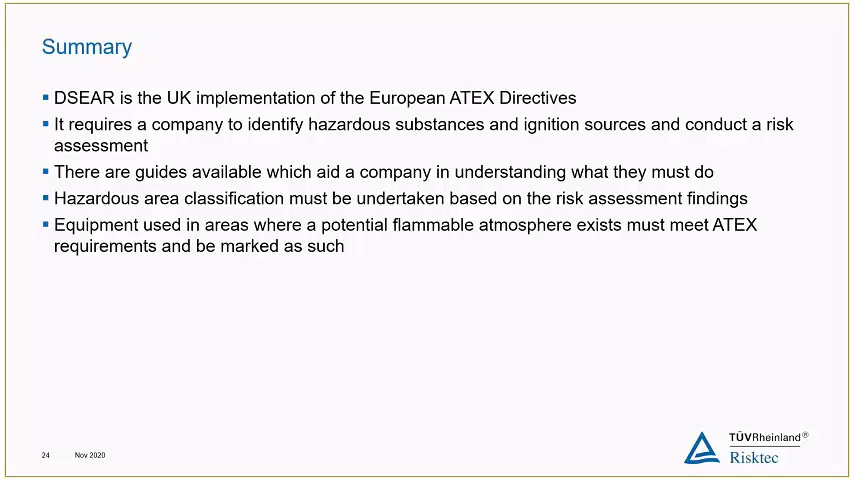 Summary
▪ DSEAR is the UK implementation of the European ATEX Directives
▪ It requires a company to identify hazardous substances and ignition sources and conduct a risk
assessment
▪ There are guides available which aid a company in understanding what they must do
▪ Hazardous area classification must be undertaken based on the risk assessment findings
▪ Equipment used in areas where a potential flammable atmosphere exists must meet ATEX
requirements and be marked as such
TÜVRheinland®
Risktec
24 Nov 2020